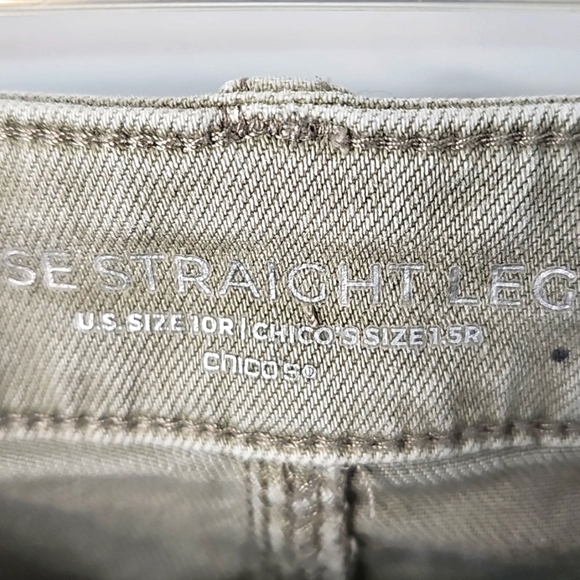 SE STRAIGHT LEG
U.S. SIZE 10R | CHICO'S SIZE 1.5R
chico's®